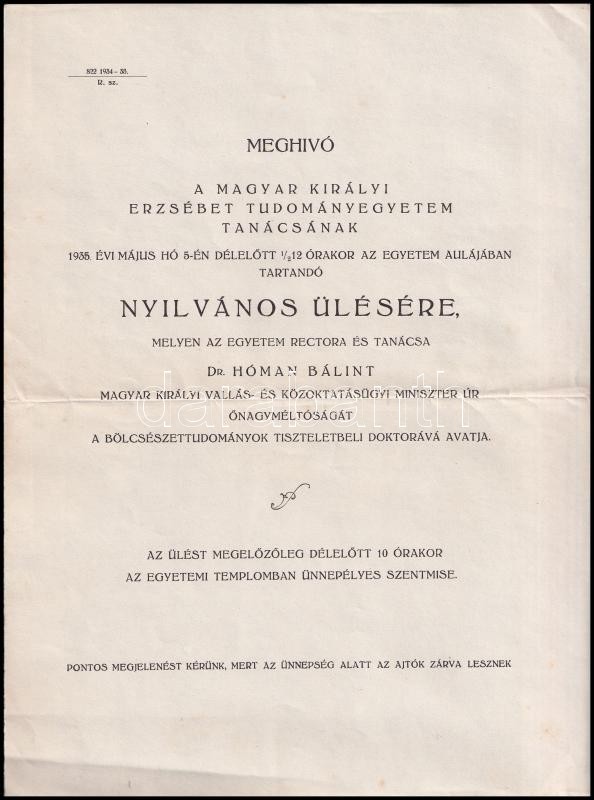 822 1934–35.
R. sz.
MEGHIVÓ
A MAGYAR KIRÁLYI
ERZSÉBET TUDOMÁNYEGYETEM
TANÁCSÁNAK
1935. ÉVI MÁJUS HÓ 5-ÉN DÉLELŐTT 1/2 12 ÓRAKOR AZ EGYETEM AULÁJÁBAN
TARTANDÓ
NYILVÁNOS ÜLÉSÉRE,
MELYEN AZ EGYETEM RECTORA ÉS TANÁCSA
DR. HÓMAN BÁLINT
MAGYAR KIRÁLYI VALLÁS- ÉS KÖZOKTATÁSÜGYI MINISZTER ÚR
darabanth
ŐNAGYMÉLTÓSÁGÁT
A BÖLCSÉSZETTUDOMÁNYOK TISZTELETBELI DOKTORÁVÁ AVATJA.
AZ ÜLÉST MEGELŐZŐLEG DÉLELŐTT 10 ÓRAKOR
AZ EGYETEMI TEMPLOMBAN ÜNNEPÉLYES SZENTMISE.
PONTOS MEGJELENÉST KÉRÜNK, MERT AZ ÜNNEPSÉG ALATT AZ AJTÓK ZÁRVA LESZNEK